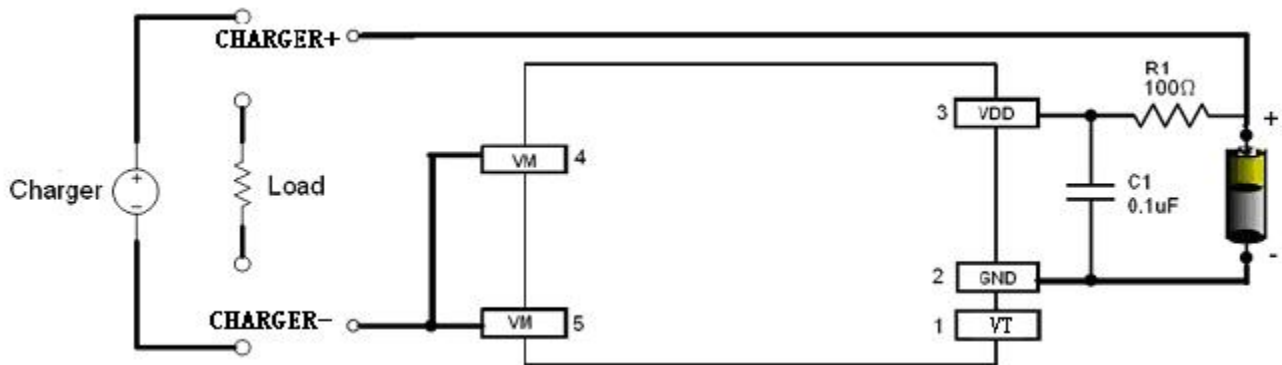 CHARGER+
R1
100Ω
3 VDD
+
VM 4
Charger
+
-
Load
C1
0.1uF
2 GND
-
CHARGER-
VM 5
1 VT